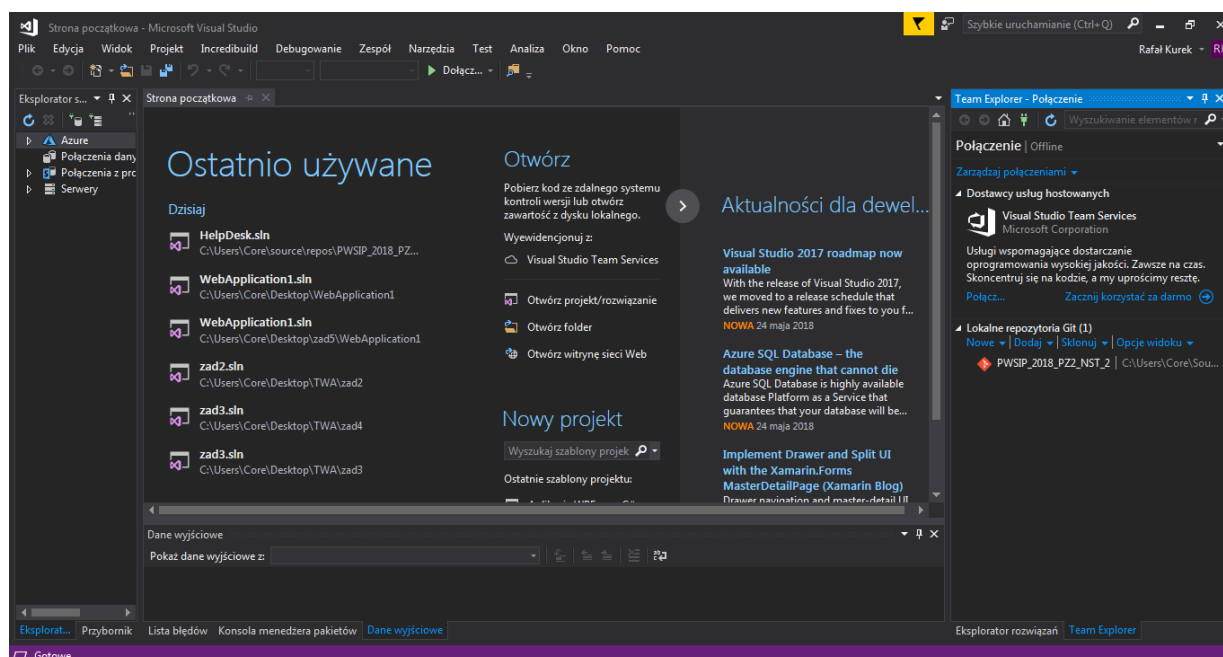 Strona początkowa - Microsoft Visual Studio
Szybkie uruchamianie (Ctrl+Q)
Plik Edycja Widok Projekt Incredibuild Debugowanie Zespół Narzędzia Test Analiza Okno Pomoc
Rafał Kurek
Dołącz...
Eksplorator s...
Azure
Połączenia dany
Połączenia z prc
Serwery
Strona początkowa
Ostatnio używane
Dzisiaj
HelpDesk.sln
C:\Users\Core\source\repos\PWSIP_2018_PZ...
WebApplication1.sln
C:\Users\Core\Desktop\WebApplication1
WebApplication1.sln
C:\Users\Core\Desktop\zad5\WebApplication1
zad2.sln
C:\Users\Core\Desktop\TWA\zad2
zad3.sln
C:\Users\Core\Desktop\TWA\zad4
zad3.sln
C:\Users\Core\Desktop\TWA\zad3
Otwórz
Pobierz kod ze zdalnego systemu
kontroli wersji lub otwórz
zawartość z dysku lokalnego.
Wyewidencjonuj z:
Visual Studio Team Services
Otwórz projekt/rozwiązanie
Otwórz folder
Otwórz witrynę sieci Web
Nowy projekt
Wyszukaj szablony projek
Ostatnie szablony projektu:
Aktualności dla dewel...
Visual Studio 2017 roadmap now
available
With the release of Visual Studio 2017,
we moved to a release schedule that
delivers new features and fixes to you f...
NOWA 24 maja 2018
Azure SQL Database – the
database engine that cannot die
Azure SQL Database is highly available
database Platform as a Service that
guarantees that your database will be...
NOWA 24 maja 2018
Implement Drawer and Split UI
with the Xamarin.Forms
MasterDetailPage (Xamarin Blog)
Drawer navigation and master-detail UI
Dane wyjściowe
Pokaż dane wyjściowe z:
Eksplorat... Przybornik
Lista błędów Konsola menedżera pakietów Dane wyjściowe
Team Explorer - Połączenie
Wyszukiwanie elementów r
Połączenie | Offline
Zarządzaj połączeniami
Dostawcy usług hostowanych
Visual Studio Team Services
Microsoft Corporation
Usługi wspomagające dostarczanie
oprogramowania wysokiej jakości. Zawsze na czas.
Skoncentruj się na kodzie, a my uprościmy resztę.
Połącz... Zacznij korzystać za darmo
Lokalne repozytoria Git (1)
Nowe | Dodaj | Sklonuj | Opcje widoku
PWSIP_2018_PZ2_NST_2 | C:\Users\Core\Sou...
Eksplorator rozwiązań Team Explorer
Gotowe